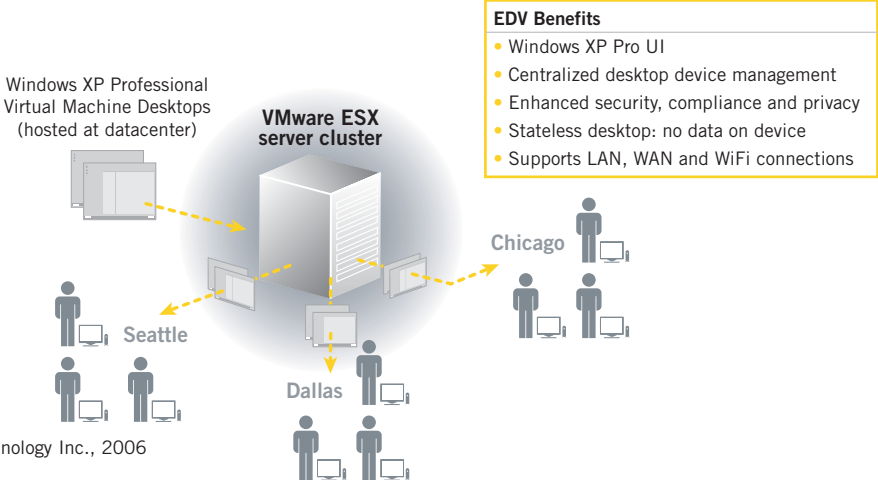 EDV Benefits
• Windows XP Pro UI
• Centralized desktop device management
• Enhanced security, compliance and privacy
• Stateless desktop: no data on device
• Supports LAN, WAN and WiFi connections
Windows XP Professional
Virtual Machine Desktops
(hosted at datacenter)
VMware ESX
server cluster
Chicago
Seattle
Dallas
nology Inc., 2006